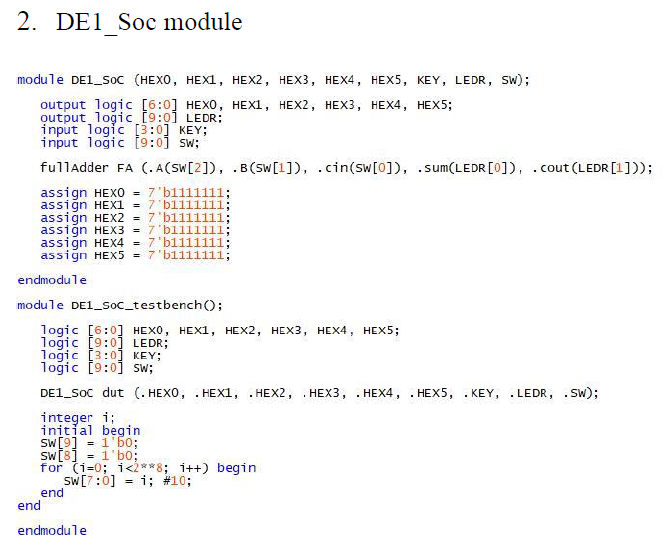 2. DE1_Soc module
module DE1_SoC (HEX0, HEX1, HEX2, HEX3, HEX4, HEX5, KEY, LEDR, SW);
output logic [6:0] HEX0, HEX1, HEX2, HEX3, HEX4, HEX5;
output logic [9:0] LEDR;
input logic [3:0] KEY;
input logic [9:0] SW;
fullAdder FA (.A(SW[2]), .B(SW[1]), .cin(SW[0]), .sum(LEDR[0]), .cout(LEDR[1]));
assign HEX0 = 7'b1111111;
assign HEX1 = 7'b1111111;
assign HEX2 = 7'b1111111;
assign HEX3 = 7'b1111111;
assign HEX4 = 7'b1111111;
assign HEX5 = 7'b1111111;
endmodule
module DE1_SoC_testbench();
logic [6:0] HEX0, HEX1, HEX2, HEX3, HEX4, HEX5;
logic [9:0] LEDR;
logic [3:0] KEY;
logic [9:0] SW;
DE1_SoC dut (.HEX0, .HEX1, .HEX2, .HEX3, .HEX4, .HEX5, .KEY, .LEDR, .SW);
integer i;
initial begin
SW[9] = 1'b0;
SW[8] = 1'b0;
for (i=0; i<2**8; i++) begin
SW[7:0] = i; #10;
end
end
endmodule